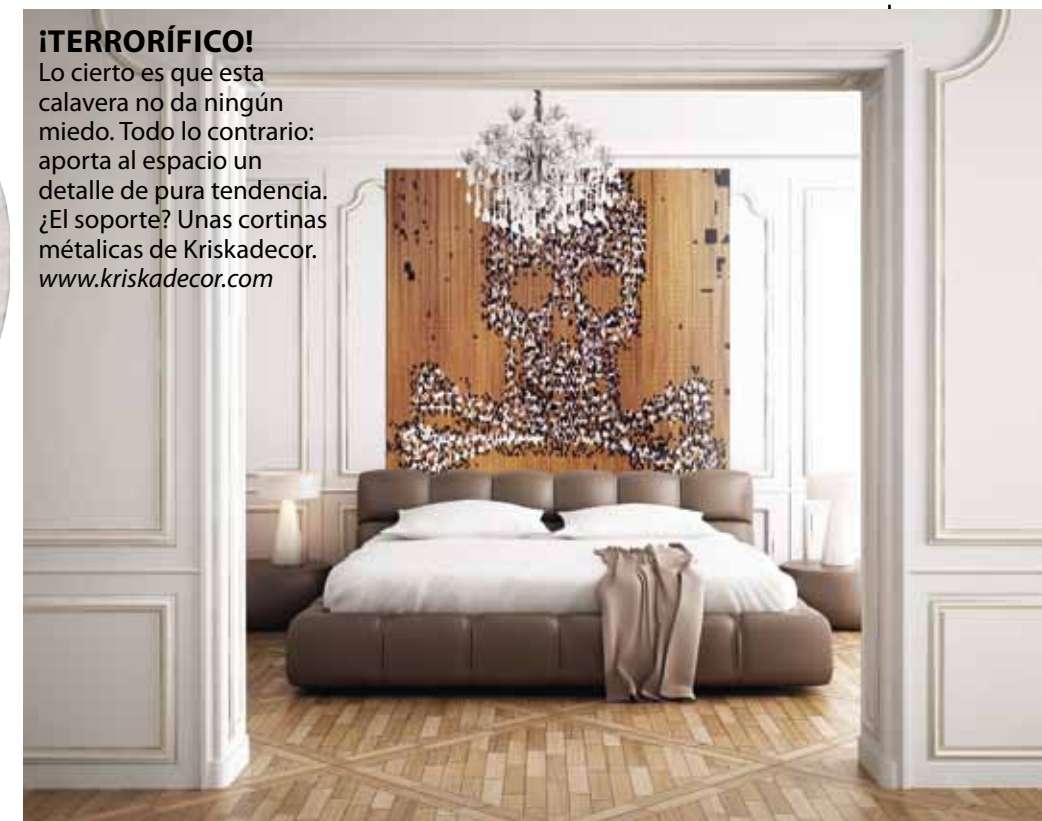 ¡TERRORÍFICO!
Lo cierto es que esta
calavera no da ningún
miedo. Todo lo contrario:
aporta al espacio un
detalle de pura tendencia.
¿El soporte? Unas cortinas
métalicas de Kriskadecor.
www.kriskadecor.com